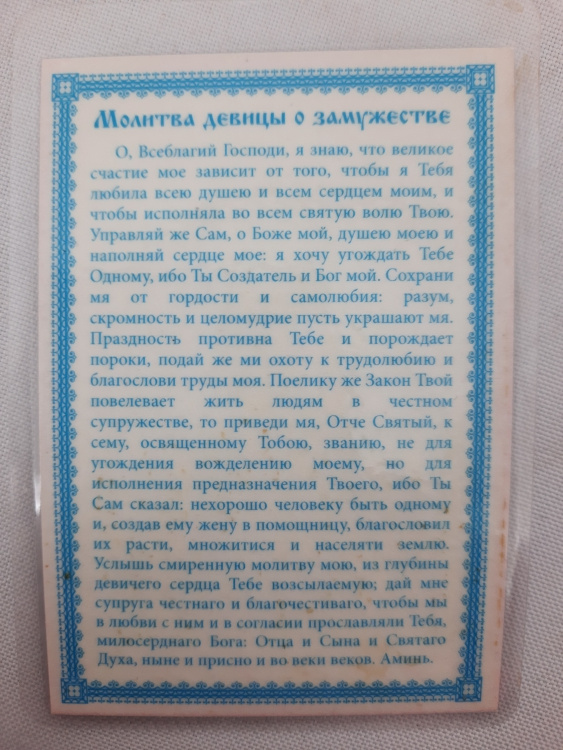 Молитва девицы о замужестве
О, Всеблагий Господи, я знаю, что великое
счастие мое зависит от того, чтобы я Тебя
любила всею душею и всем сердцем моим, и
чтобы исполняла во всем святую волю Твою.
Управляй же Сам, о Боже мой, душею моею и
наполняй сердце мое: я хочу угождать Тебе
Одному, ибо Ты Создатель и Бог мой. Сохрани
мя от гордости и самолюбия: разум,
скромность и целомудрие пусть украшают мя.
Праздность противна Тебе и порождает
пороки, подай же ми охоту к трудолюбию и
благослови труды моя. Поелику же Закон Твой
повелевает жить людям в честном
супружестве, то приведи мя, Отче Святый, к
сему, освященному Тобою, званию, не для
угождения вожделению моему, но для
исполнения предназначения Твоего, ибо Ты
Сам сказал: нехорошо человеку быть одному
и, создав ему жену в помощницу, благословил
их расти, множитися и населяти землю.
Услышь смиренную молитву мою, из глубины
девичего сердца Тебе возсылаемую; дай мне
супруга честнаго и благочестиваго, чтобы мы
в любви с ним и в согласии прославляли Тебя,
милосерднаго Бога: Отца и Сына и Святаго
Духа, ныне и присно и во веки веков. Аминь.